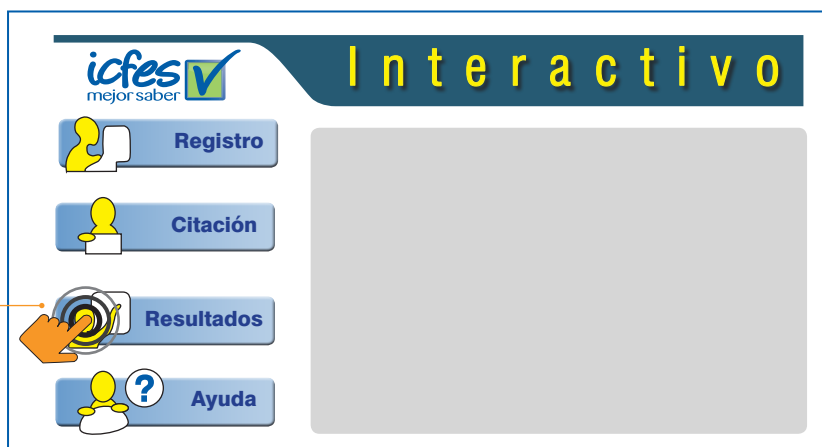 icfes
mejor saber
Interactivo
Registro
Citación
Resultados
?
Ayuda